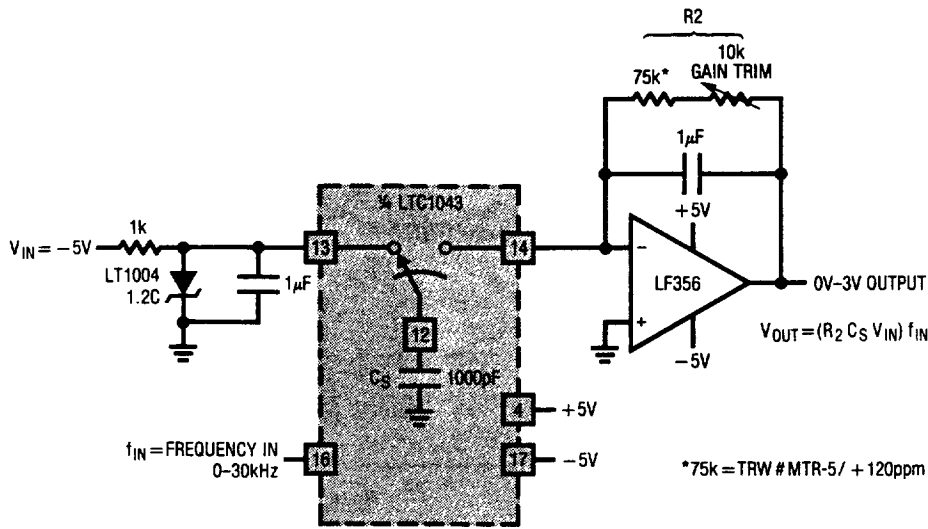 R2
10k
75k* GAIN TRIM
1μF
¼ LTC1043
+5V
1k
VIN = −5V
13
14
−
LT1004
1.2C
1μF
LF356
0V–3V OUTPUT
+
12
VOUT = (R2 CS VIN) fIN
−5V
CS
1000pF
4
+5V
fIN = FREQUENCY IN
0–30kHz
16
17
−5V
*75k = TRW # MTR-5/ + 120ppm